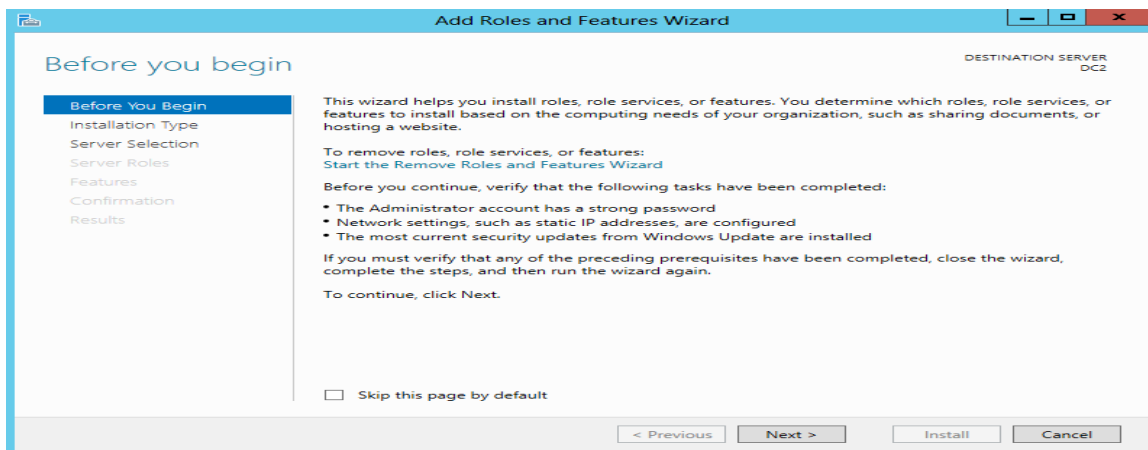 Add Roles and Features Wizard
Before you begin
DESTINATION SERVER
DC2
Before You Begin
Installation Type
Server Selection
Server Roles
Features
Confirmation
Results
This wizard helps you install roles, role services, or features. You determine which roles, role services, or
features to install based on the computing needs of your organization, such as sharing documents, or
hosting a website.
To remove roles, role services, or features:
Start the Remove Roles and Features Wizard
Before you continue, verify that the following tasks have been completed:
• The Administrator account has a strong password
• Network settings, such as static IP addresses, are configured
• The most current security updates from Windows Update are installed
If you must verify that any of the preceding prerequisites have been completed, close the wizard,
complete the steps, and then run the wizard again.
To continue, click Next.
Skip this page by default
< Previous
Next >
Install
Cancel